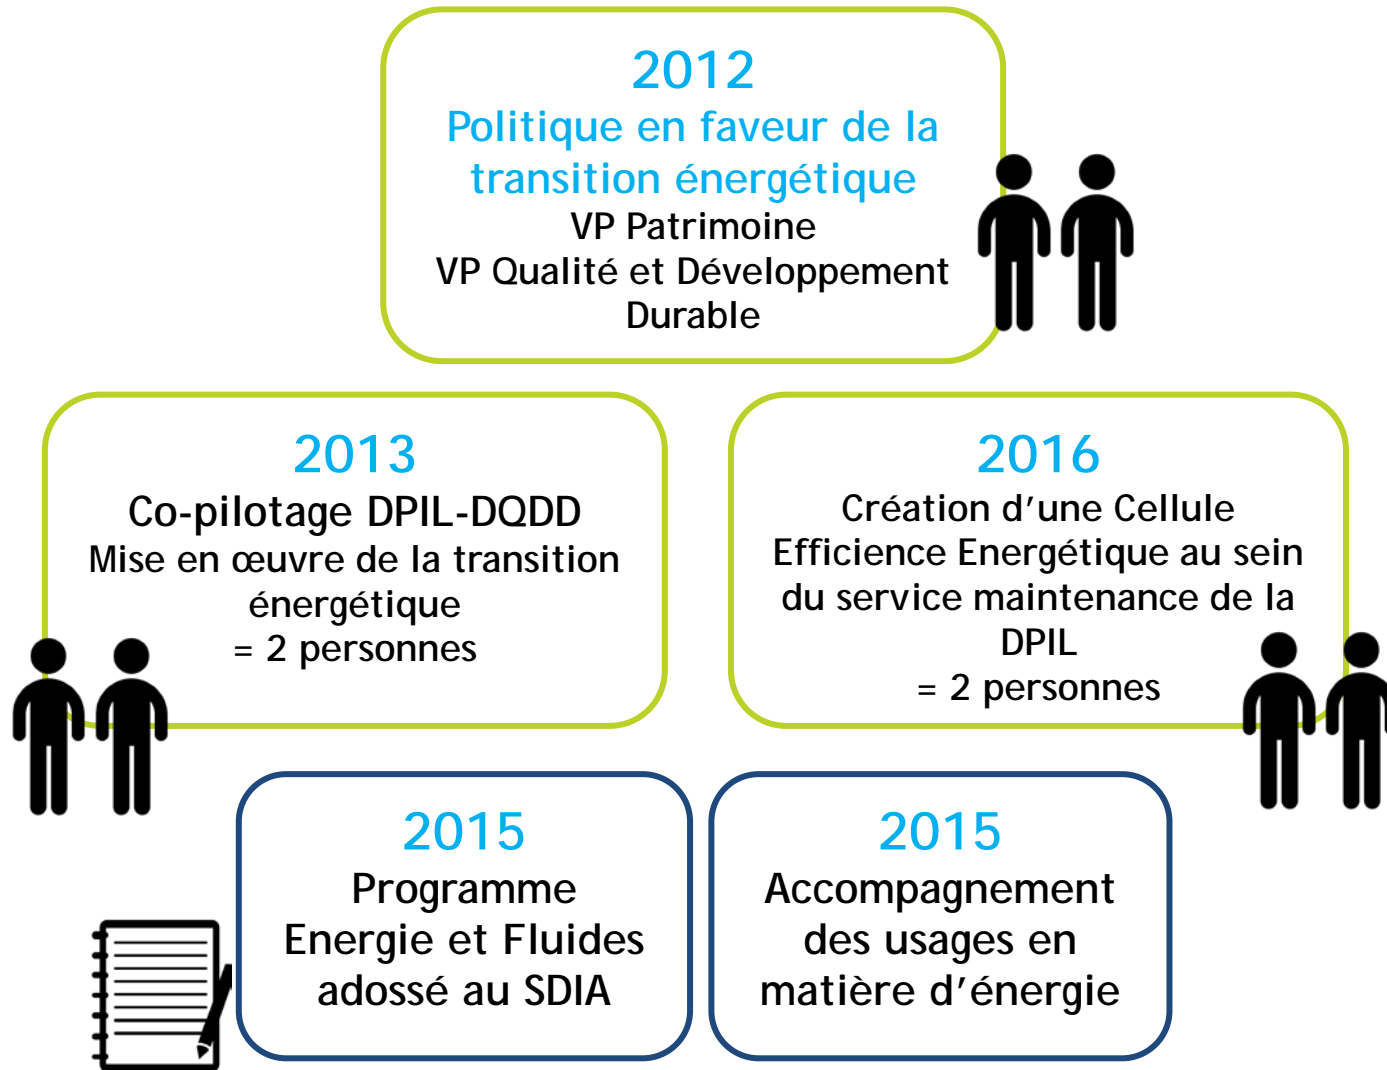 2012
Politique en faveur de la
transition énergétique
VP Patrimoine
VP Qualité et Développement
Durable
2013
Co-pilotage DPIL-DQDD
Mise en œuvre de la transition
énergétique
= 2 personnes
2016
Création d’une Cellule
Efficience Energétique au sein
du service maintenance de la
DPIL
= 2 personnes
2015
Programme
Energie et Fluides
adossé au SDIA
2015
Accompagnement
des usages en
matière d’énergie